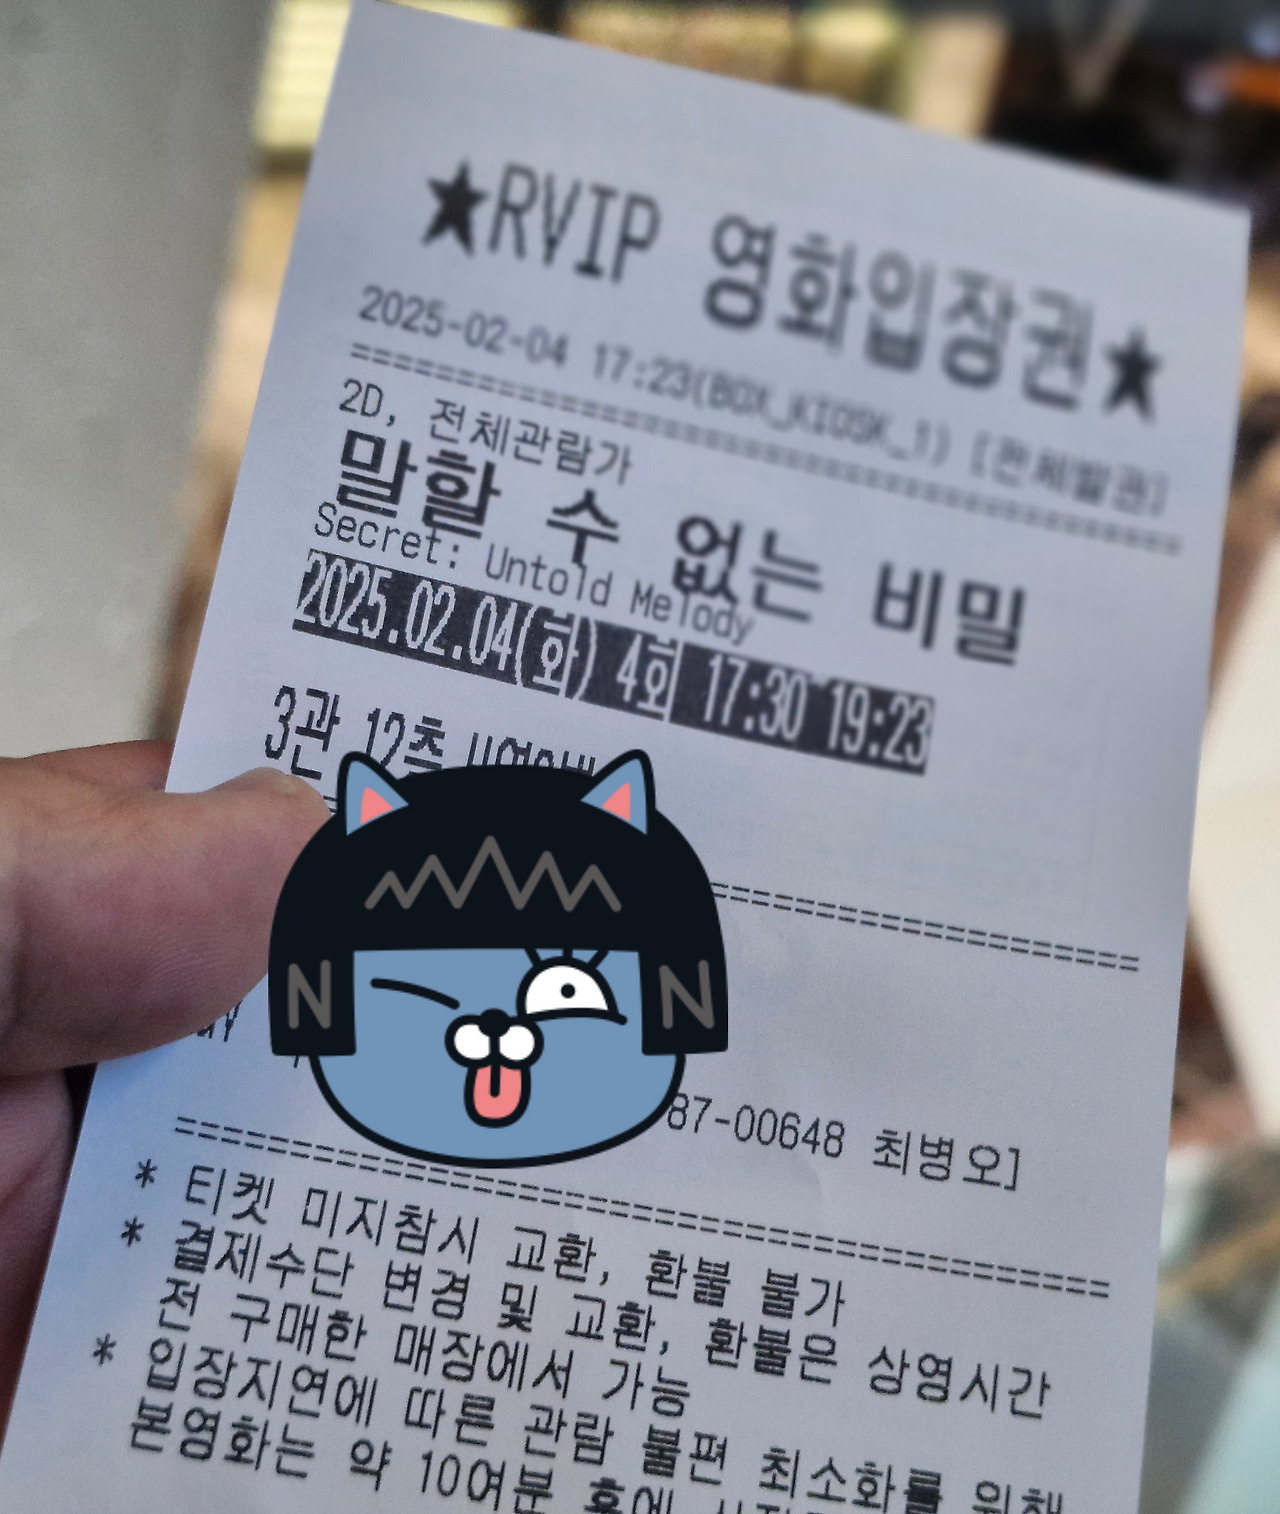 ★RVIP 영화입장권★
2025-02-04 17:23(BOX_KIOSK_1) [전체발권]
================================================
2D, 전체관람가
말할 수 없는 비밀
Secret: Untold Melody
2025.02.04(화) 4회 17:30 19:23
3관 12층
N N
87-00648 최병오]
================================================
* 티켓 미지참시 교환, 환불 불가
* 결제수단 변경 및 교환, 환불은 상영시간
전 구매한 매장에서 가능
* 입장지연에 따른 관람 불편 최소화를 위해
본영화는 약 10여분 후에